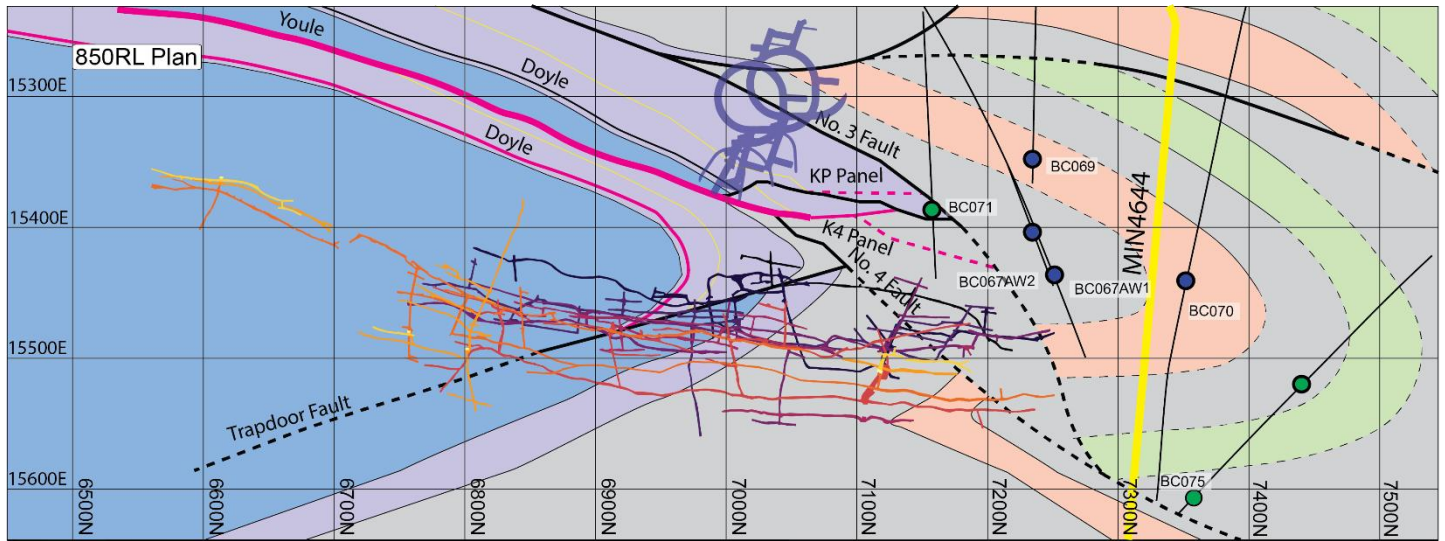 Youle
850RL Plan
Doyle
15300E
Doyle
No. 3 Fault
BC069
KP Panel
BC071
15400E
K4 Panel
MIN4644
No. 4 Fault
BC067AW2
BC067AW1
BC070
15500E
Trapdoor Fault
15600E
BC075
6500N
6600N
6700N
6800N
6900N
7000N
7100N
7200N
7300N
7400N
7500N